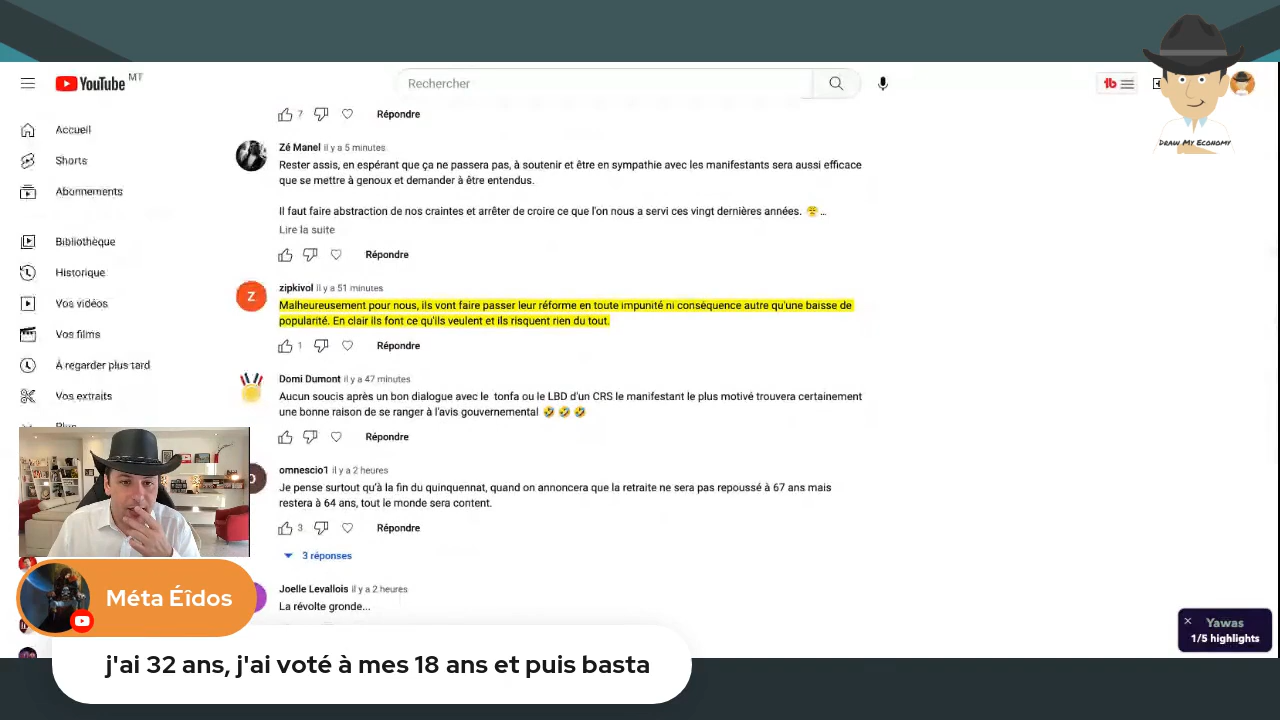 YouTube MT
Rechercher
Draw My Economy
Accueil
Shorts
Abonnements
Bibliothèque
Historique
Vos vidéos
Vos films
À regarder plus tard
Vos extraits
Plus
7 Répondre
Zé Manel il y a 5 minutes
Rester assis, en espérant que ça ne passera pas, à soutenir et être en sympathie avec les manifestants sera aussi efficace
que se mettre à genoux et demander à être entendus.
Il faut faire abstraction de nos craintes et arrêter de croire ce que l'on nous a servi ces vingt dernières années. 😤 ...
Lire la suite
Répondre
Z
zipkivol il y a 51 minutes
Malheureusement pour nous, ils vont faire passer leur réforme en toute impunité ni conséquence autre qu'une baisse de
popularité. En clair ils font ce qu'ils veulent et ils risquent rien du tout.
1 Répondre
Domi Dumont il y a 47 minutes
Aucun soucis après un bon dialogue avec le tonfa ou le LBD d'un CRS le manifestant le plus motivé trouvera certainement
une bonne raison de se ranger à l'avis gouvernemental 🤣 🤣 🤣
Répondre
omnescio1 il y a 2 heures
Je pense surtout qu'à la fin du quinquennat, quand on annoncera que la retraite ne sera pas repoussé à 67 ans mais
restera à 64 ans, tout le monde sera content.
3 Répondre
3 réponses
Joelle Levallois il y a 2 heures
La révolte gronde...
Méta Éîdos
j'ai 32 ans, j'ai voté à mes 18 ans et puis basta
× Yawas
1/5 highlights